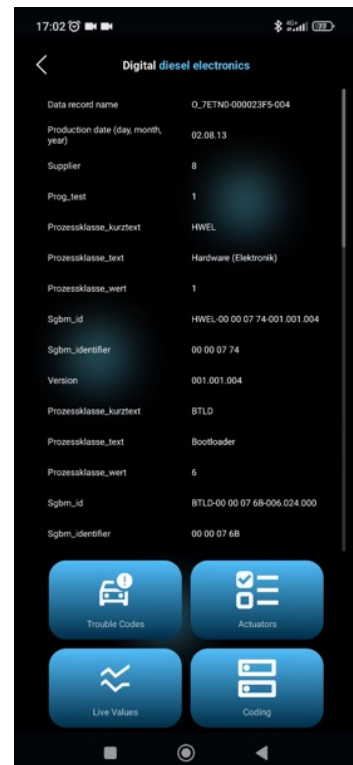 17:02
4G+
77
Digital diesel electronics
Data record name O_7ETN0-000023F5-004
Production date (day, month, year) 02.08.13
Supplier 8
Prog_test 1
Prozessklasse_kurztext HWEL
Prozessklasse_text Hardware (Elektronik)
Prozessklasse_wert 1
Sgbm_id HWEL-00 00 07 74-001.001.004
Sgbm_identifier 00 00 07 74
Version 001.001.004
Prozessklasse_kurztext BTLD
Prozessklasse_text Bootloader
Prozessklasse_wert 6
Sgbm_id BTLD-00 00 07 6B-006.024.000
Sgbm_identifier 00 00 07 6B
Trouble Codes
Actuators
Live Values
Coding